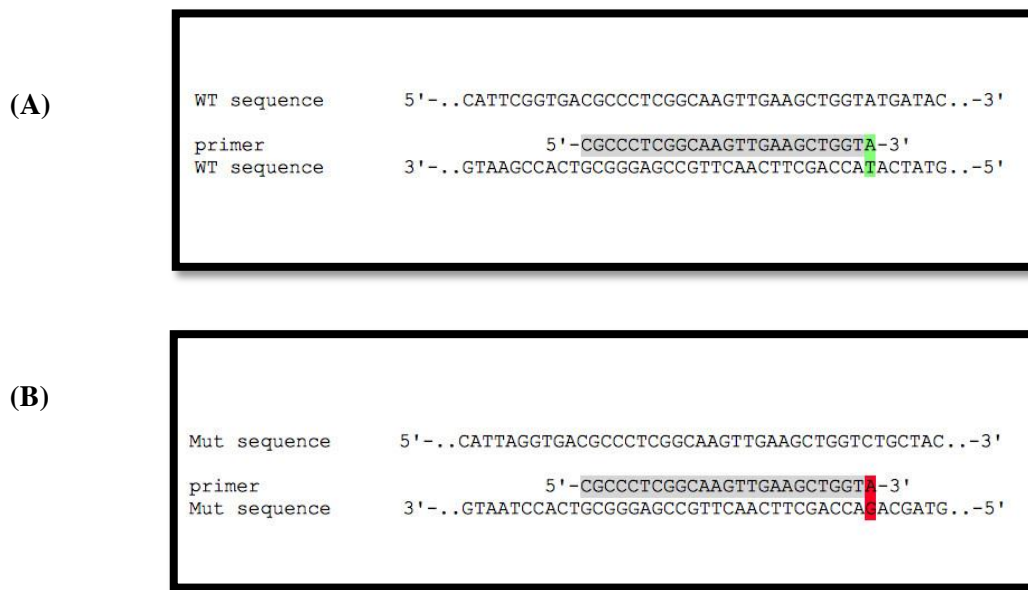 (A)
WT sequence 5'-..CATTCGGTGACGCCCTCGGCAAGTTGAAGCTGGTATGATAC..-3'
primer 5'-CGCCCTCGGCAAGTTGAAGCTGGTA-3'
WT sequence 3'-..GTAAGCCACTGCGGGAGCCGTTCAACTTCGACCATACTATG..-5'
(B)
Mut sequence 5'-..CATTAGGTGACGCCCTCGGCAAGTTGAAGCTGGTCTGCTAC..-3'
primer 5'-CGCCCTCGGCAAGTTGAAGCTGGTA-3'
Mut sequence 3'-..GTAATCCACTGCGGGAGCCGTTCAACTTCGACCAGACGATG..-5'